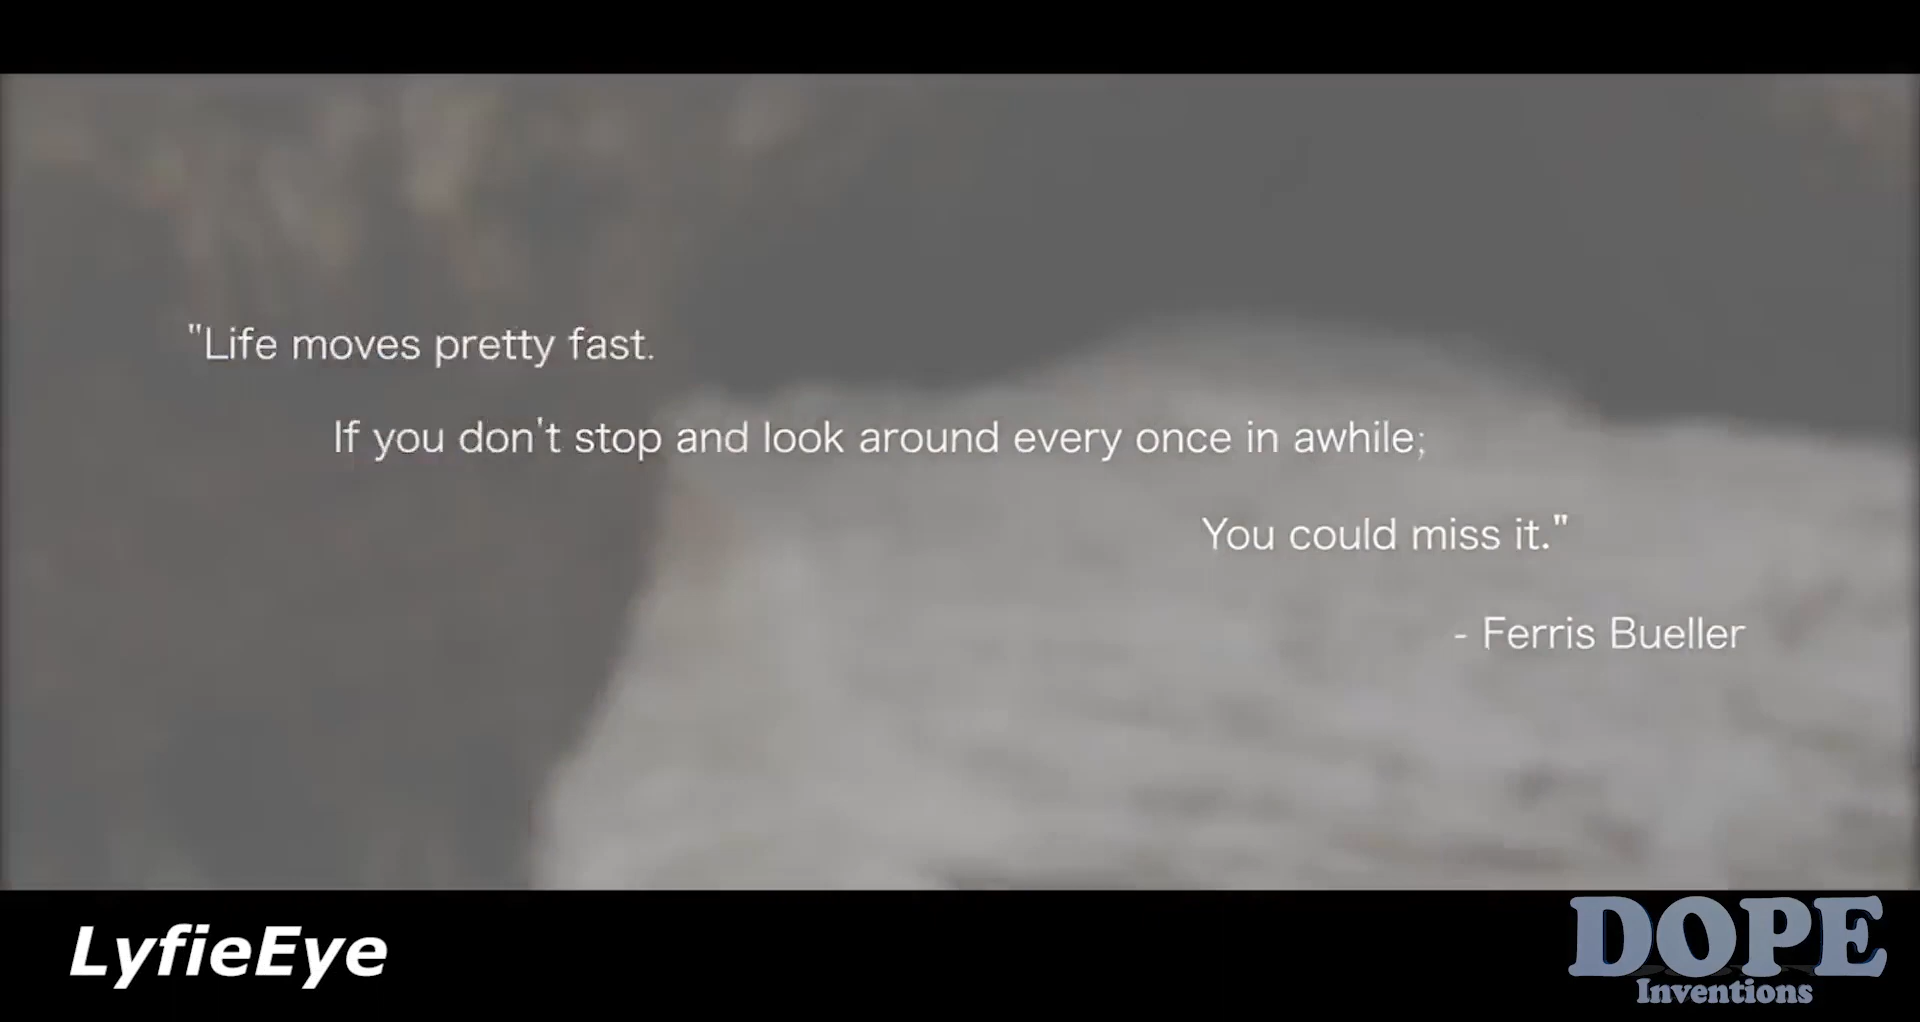 "Life moves pretty fast.
If you don't stop and look around every once in awhile;
You could miss it."
- Ferris Bueller
LyfieEye
DOPE
Inventions